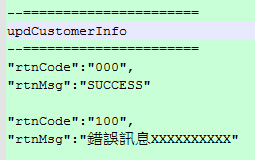 --======================
updCustomerInfo
--======================
"rtnCode":"000",
"rtnMsg":"SUCCESS"

"rtnCode":"100",
"rtnMsg":"錯誤訊息XXXXXXXXXX"